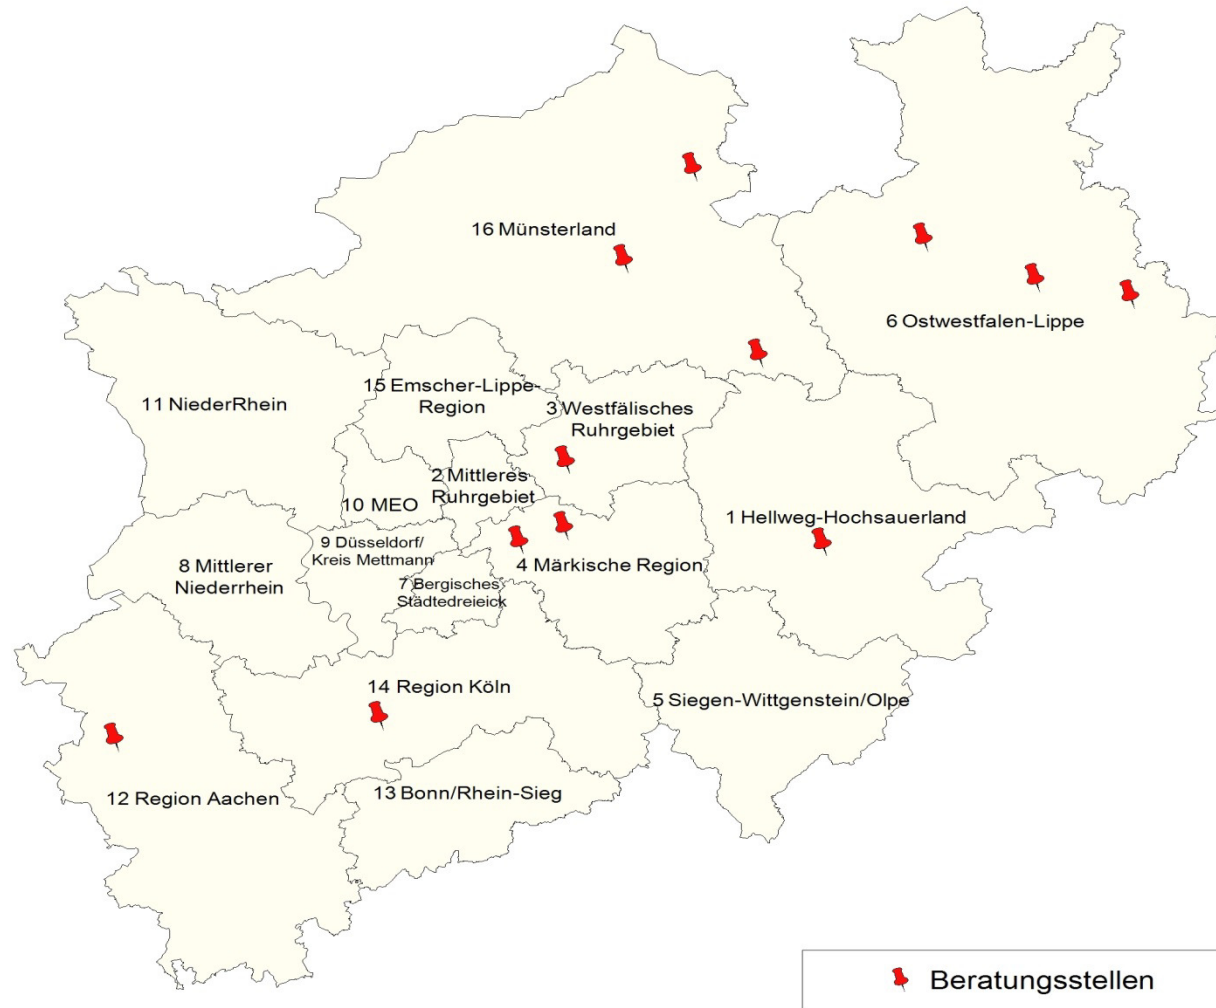 16 Münsterland
6 Ostwestfalen-Lippe
15 Emscher-Lippe-
Region
11 NiederRhein
3 Westfälisches
Ruhrgebiet
2 Mittleres
Ruhrgebiet
10 MEO
1 Hellweg-Hochsauerland
9 Düsseldorf/
Kreis Mettmann
8 Mittlerer
Niederrhein
4 Märkische Region
7 Bergisches
Städtedreieick
14 Region Köln
5 Siegen-Wittgenstein/Olpe
12 Region Aachen
13 Bonn/Rhein-Sieg
Beratungsstellen